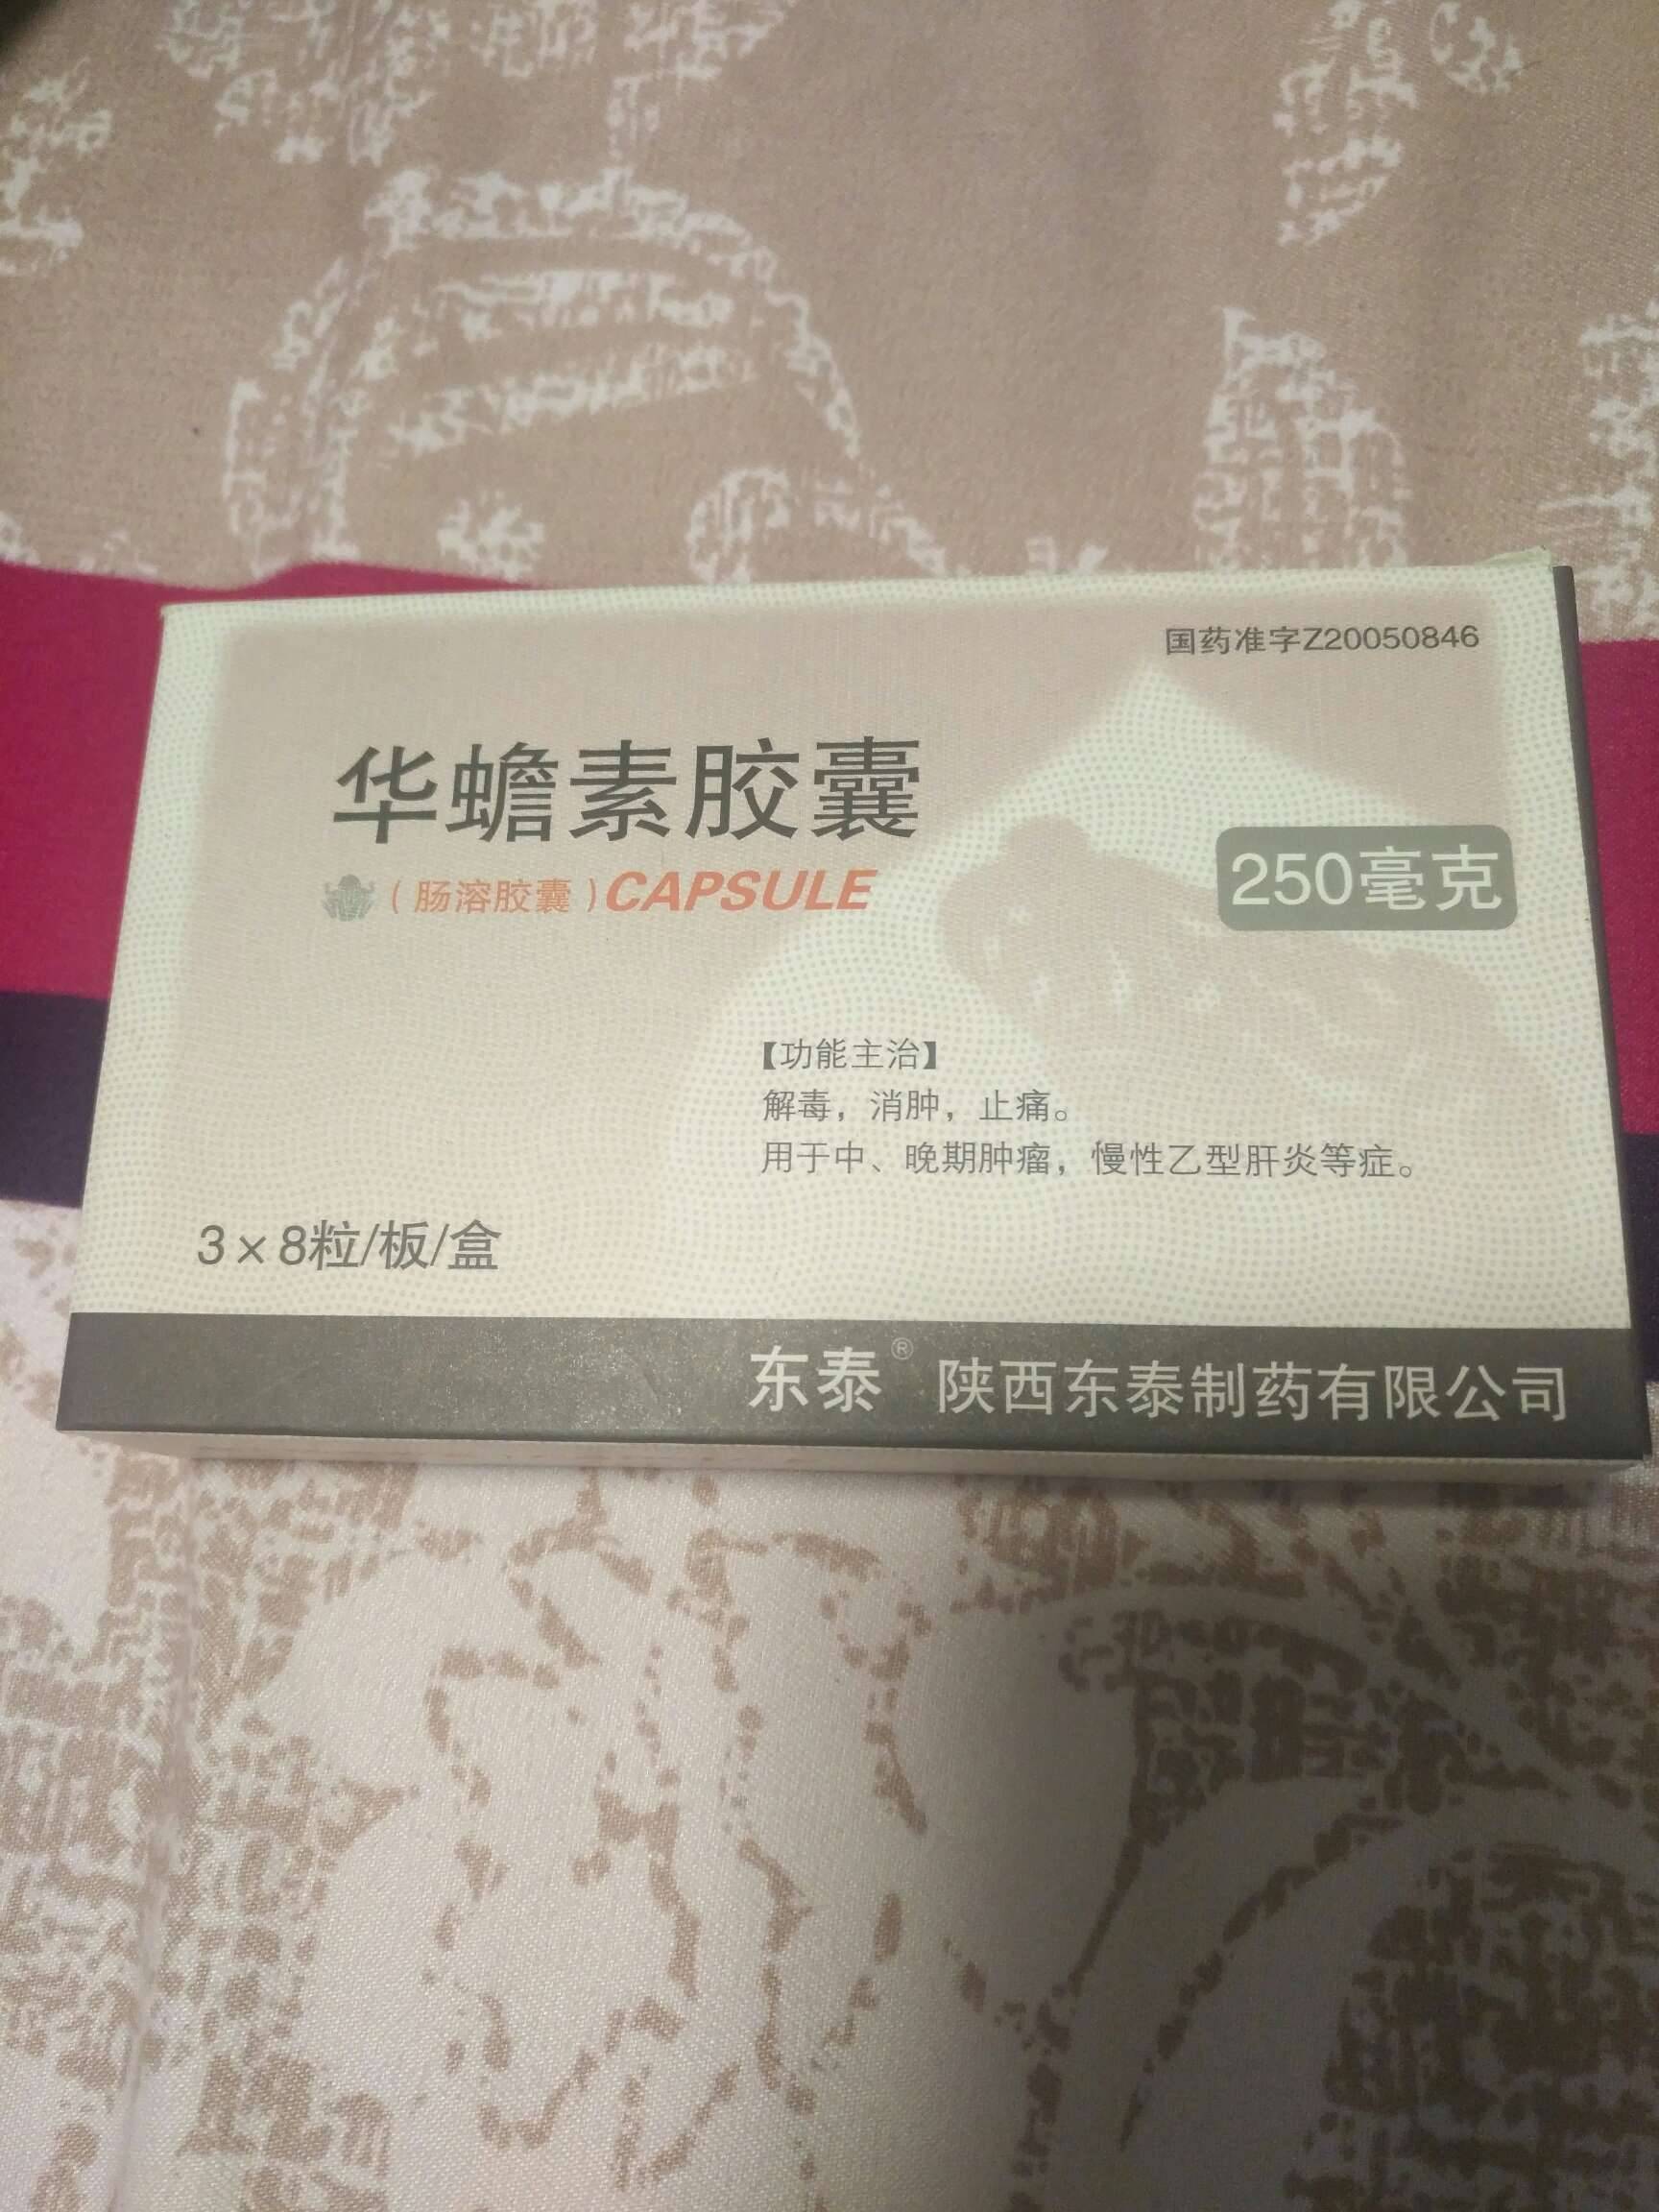 国药准字Z20050846
华蟾素胶囊
（肠溶胶囊）CAPSULE
250毫克
【功能主治】
解毒，消肿，止痛。
用于中、晚期肿瘤，慢性乙型肝炎等症。
3×8粒/板/盒
东泰® 陕西东泰制药有限公司